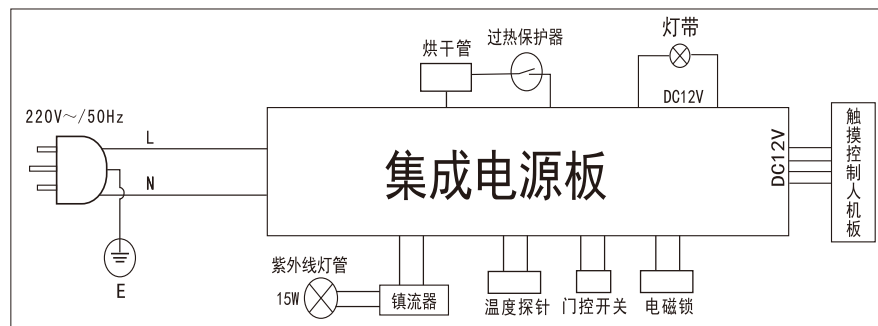 灯带
过热保护器
烘干管
DC12V
220V～/50Hz
L
N
E
集成电源板
DC12V
触摸控制人机板
紫外线灯管
15W
镇流器
温度探针
门控开关
电磁锁